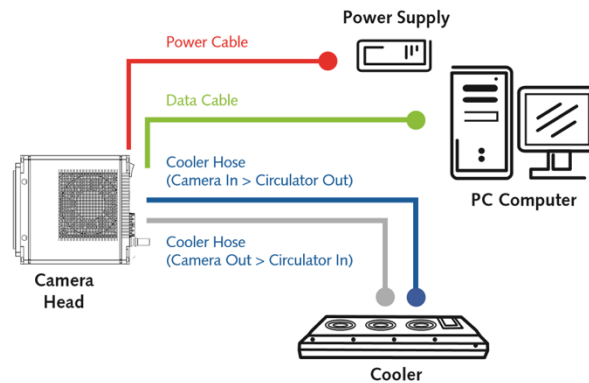 Power Supply
Power Cable
Data Cable
Cooler Hose
(Camera In > Circulator Out)
PC Computer
Cooler Hose
(Camera Out > Circulator In)
Camera
Head
Cooler